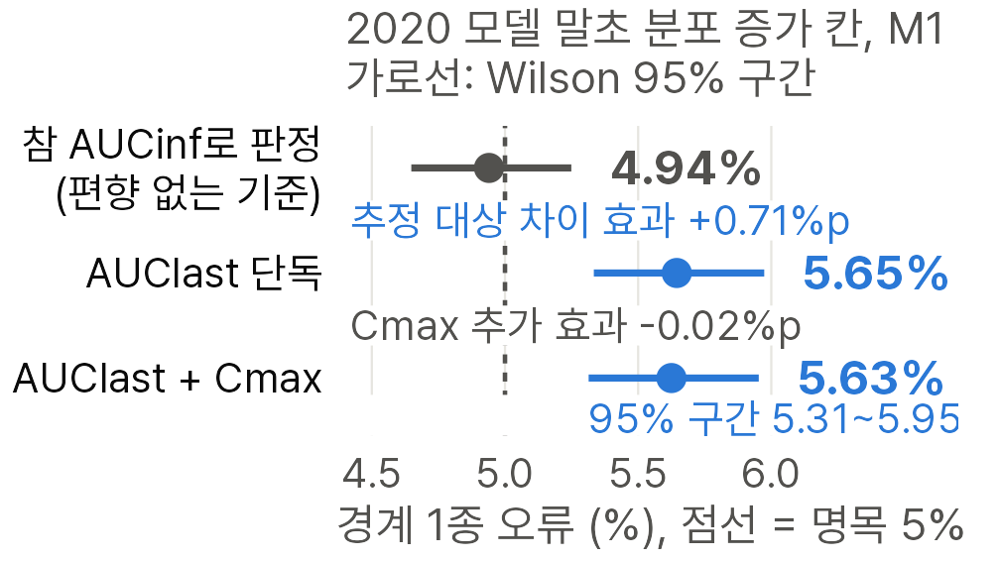 2020 모델 말초 분포 증가 칸, M1
가로선: Wilson 95% 구간
참 AUCinf로 판정
(편향 없는 기준)
4.94%
추정 대상 차이 효과 +0.71%p
AUClast 단독
5.65%
Cmax 추가 효과 -0.02%p
AUClast + Cmax
5.63%
95% 구간 5.31~5.95
4.5 5.0 5.5 6.0
경계 1종 오류 (%), 점선 = 명목 5%